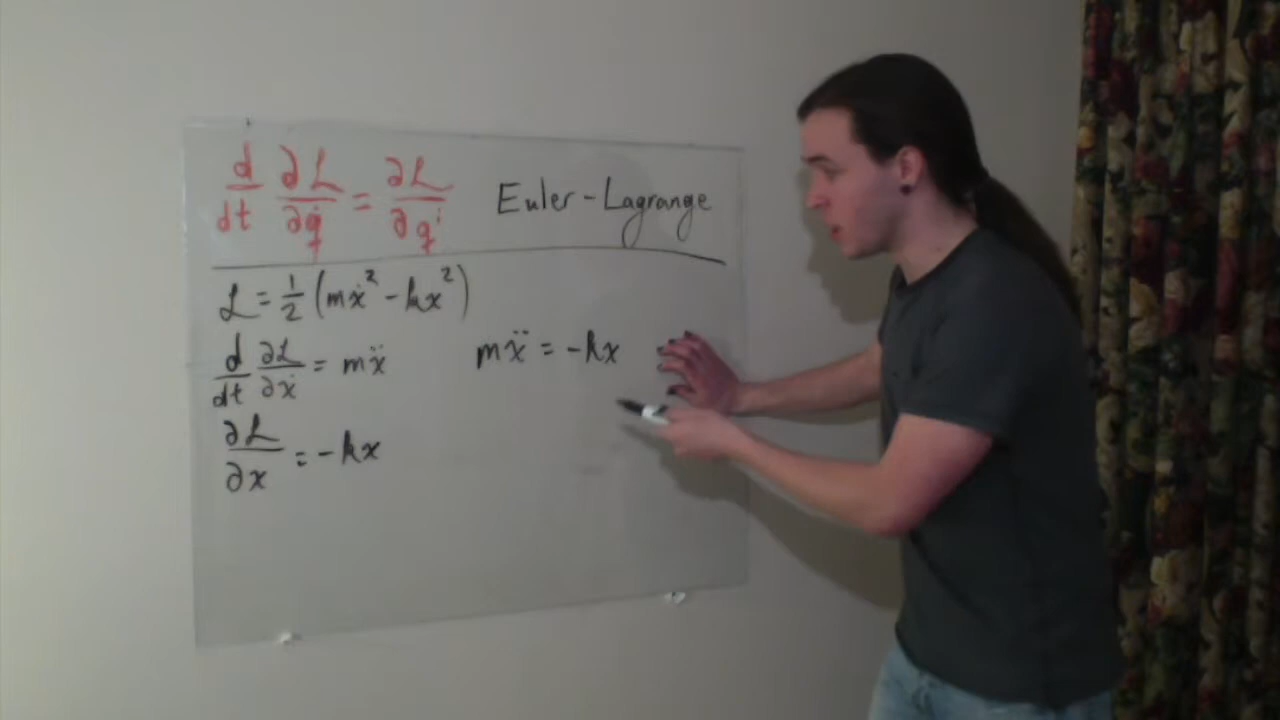 d/dt ∂L/∂q̇ = ∂L/∂qⁱ Euler-Lagrange
L = 1/2 (mẋ² - kx²)
d/dt ∂L/∂ẋ = mẍ mẍ = -kx
∂L/∂x = -kx